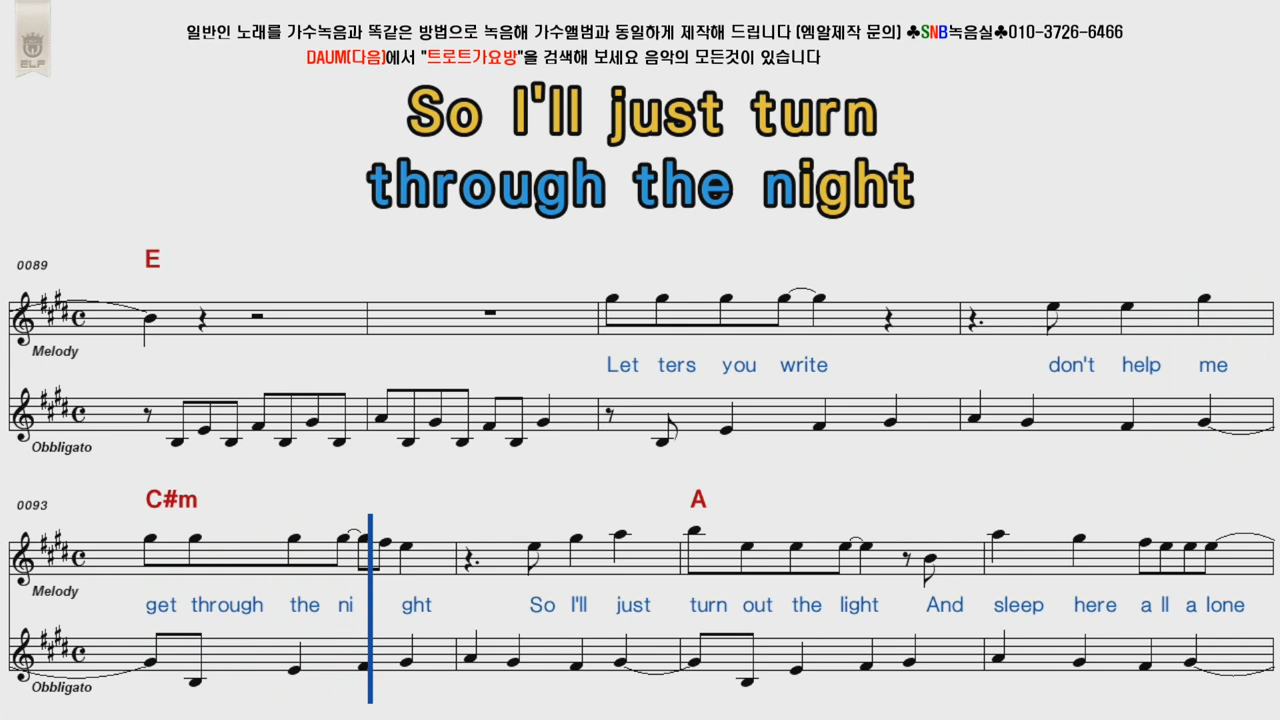 일반인 노래를 가수녹음과 똑같은 방법으로 녹음해 가수앨범과 동일하게 제작해 드립니다 (엠알제작 문의) ♣SNB녹음실♣010-3726-6466
ELF
DAUM(다음)에서 "트로트가요방"을 검색해 보세요 음악의 모든것이 있습니다
So I'll just turn
through the night
0089
E
Melody
Let ters you write don't help me
Obbligato
0093
C#m A
Melody
get through the ni ght So I'll just turn out the light And sleep here a ll a lone
Obbligato